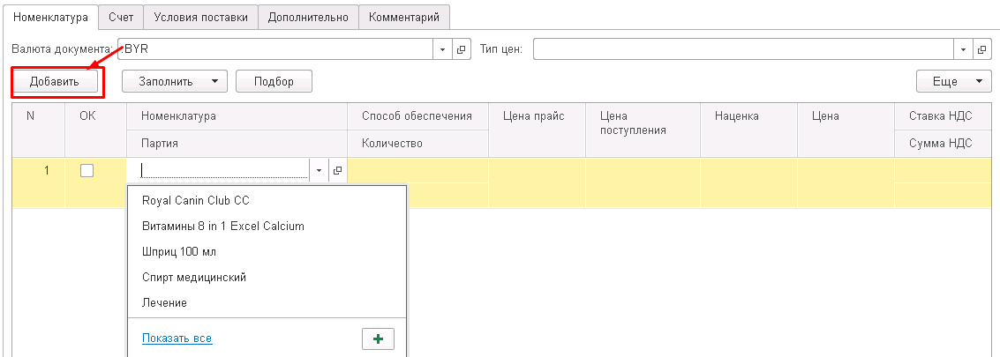 Номенклатура Счет Условия поставки Дополнительно Комментарий
Валюта документа: :BYR Тип цен:
Добавить Заполнить Подбор Еще
N ОК Номенклатура Способ обеспечения Цена прайс Цена поступления Наценка Цена Ставка НДС
Партия Количество Сумма НДС
1
Royal Canin Club CC
Витамины 8 in 1 Excel Calcium
Шприц 100 мл
Спирт медицинский
Лечение
Показать все